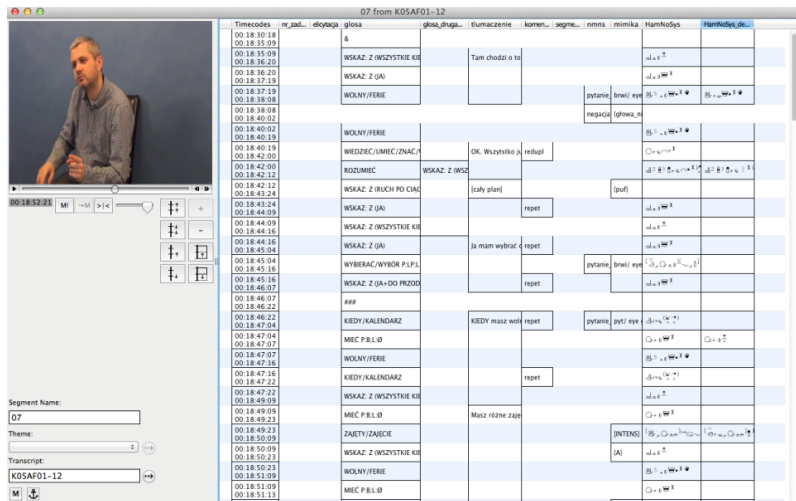 07 from K05AF01-12
Timecodes nr_zad... elicytacja glosa glosa_druga... tlumaczenie komen... segme... nmns mimika HamNoSys HamNoSys_de...
00:18:30:18
00:18:35:09 &
00:18:35:09
00:18:36:20 WSKAZ: Z (WSZYSTKIE KIE Tam chodzi o to
00:18:36:20
00:18:37:19 WSKAZ: Z (JA)
00:18:37:19
00:18:38:08 WOLNY/FERIE pytanie, brwi/ eye
00:18:38:08
00:18:40:02 negacja (głowa_ni
00:18:40:02
00:18:40:19 WOLNY/FERIE
00:18:40:19
00:18:42:00 WIEDZIEĆ/UMIEĆ/ZNAĆ/ OK. Wszytstko ju redupl
00:18:42:00
00:18:42:12 ROZUMIEĆ WSKAZ: Z (WSZ
00:18:42:12
00:18:43:24 WSKAZ: Z (RUCH PO CIĄG [cały plan] (puf)
00:18:43:24
00:18:44:09 WSKAZ: Z (JA) repet
00:18:44:09
00:18:44:16 WSKAZ: Z (WSZYSTKIE KIE
00:18:44:16
00:18:45:04 WSKAZ: Z (JA) Ja mam wybrać repet
00:18:45:04
00:18:45:16 WYBIERAĆ/WYBÓR P:LP:L pytanie, brwi/ eye
00:18:45:16
00:18:46:07 WSKAZ: Z (JA+DO PRZOD repet
00:18:46:07
00:18:46:22 ###
00:18:46:22
00:18:47:04 KIEDY/KALENDARZ KIEDY masz wol repet pytanie pyt/ eye
00:18:47:04
00:18:47:07 MIEĆ P:B;L:Ø
00:18:47:07
00:18:47:16 WOLNY/FERIE
00:18:47:16
00:18:47:22 KIEDY/KALENDARZ repet
00:18:47:22
00:18:49:09 WSKAZ: Z (WSZYSTKIE KIE
00:18:49:09
00:18:49:23 MIEĆ P:B;L:Ø Masz różne zaję
00:18:49:23
00:18:50:09 ZAJĘTY/ZAJĘCIE [INTENS]
00:18:50:09
00:18:50:23 WSKAZ: Z (WSZYSTKIE KIE (A)
00:18:50:23
00:18:51:09 WOLNY/FERIE
00:18:51:09
00:18:51:13 MIEĆ P:B;L:Ø
00:18:52:21 M! →M >|<
Segment Name:
07
Theme:
Transcript:
K05AF01-12
M